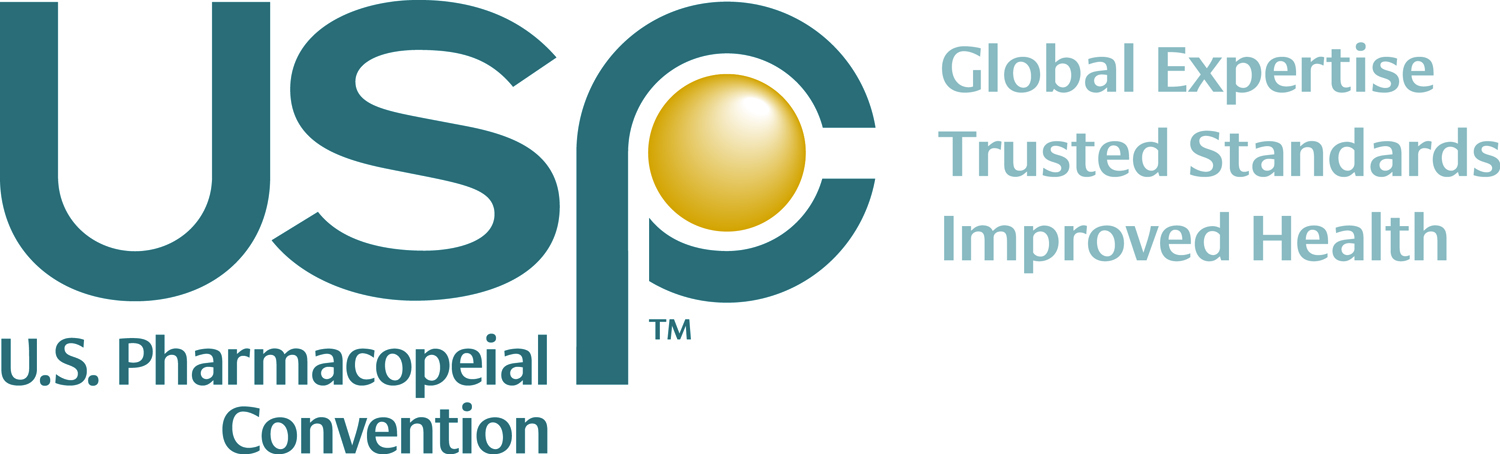 USP
™
U.S. Pharmacopeial
Convention
Global Expertise
Trusted Standards
Improved Health